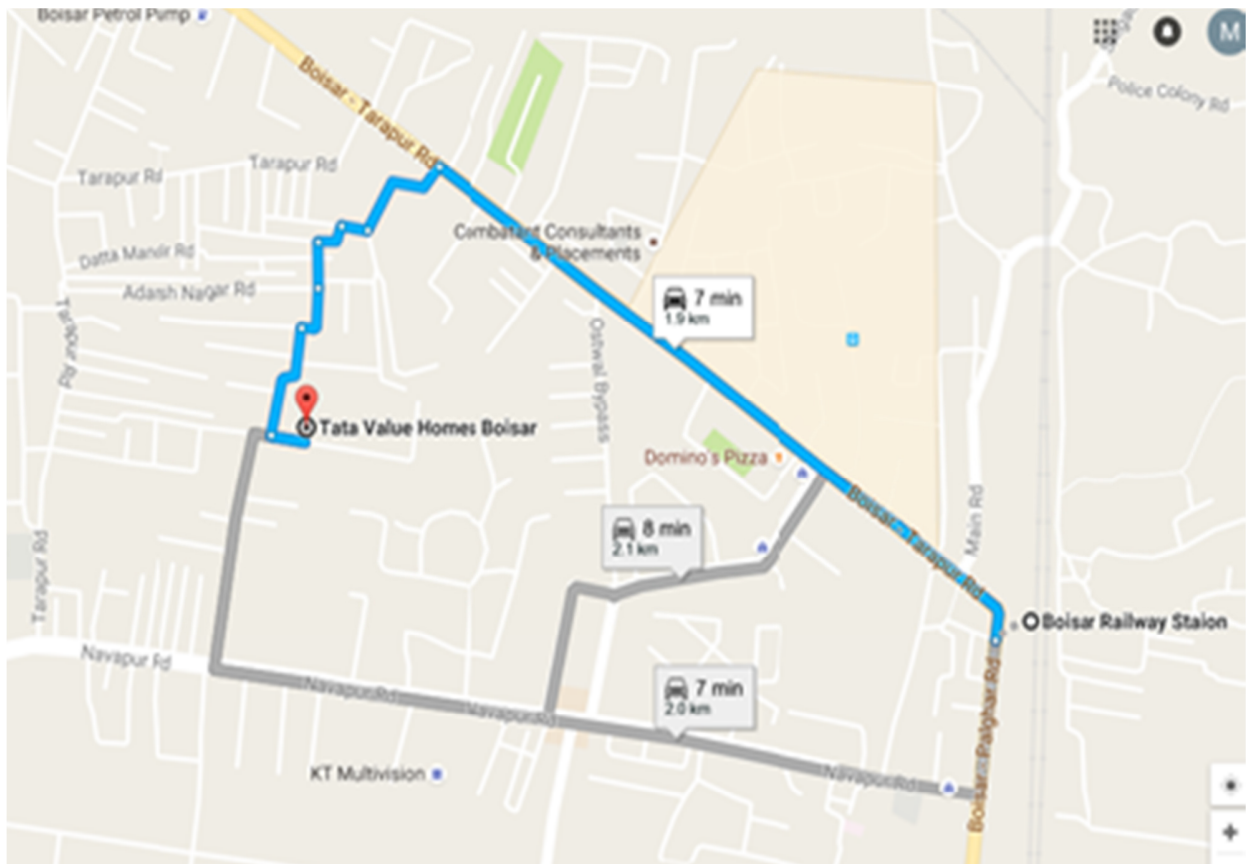 Boisar Petrol Pump
M
Police Colony Rd
Boisar - Tarapur Rd
Tarapur Rd
Tarapur Rd
Combatant Consultants
& Placements
Datta Mandir Rd
Adarsh Nagar Rd
7 min
1.9 km
Tarapur Rd
Ostwal Bypass
Tata Value Homes Boisar
Domino's Pizza
Boisar - Tarapur Rd
Main Rd
8 min
2.1 km
Tarapur Rd
Boisar Railway Staion
Navapur Rd
Navapur Rd
Navapur Rd
7 min
2.0 km
Boisar Palghar Rd
KT Multivision
Navapur Rd